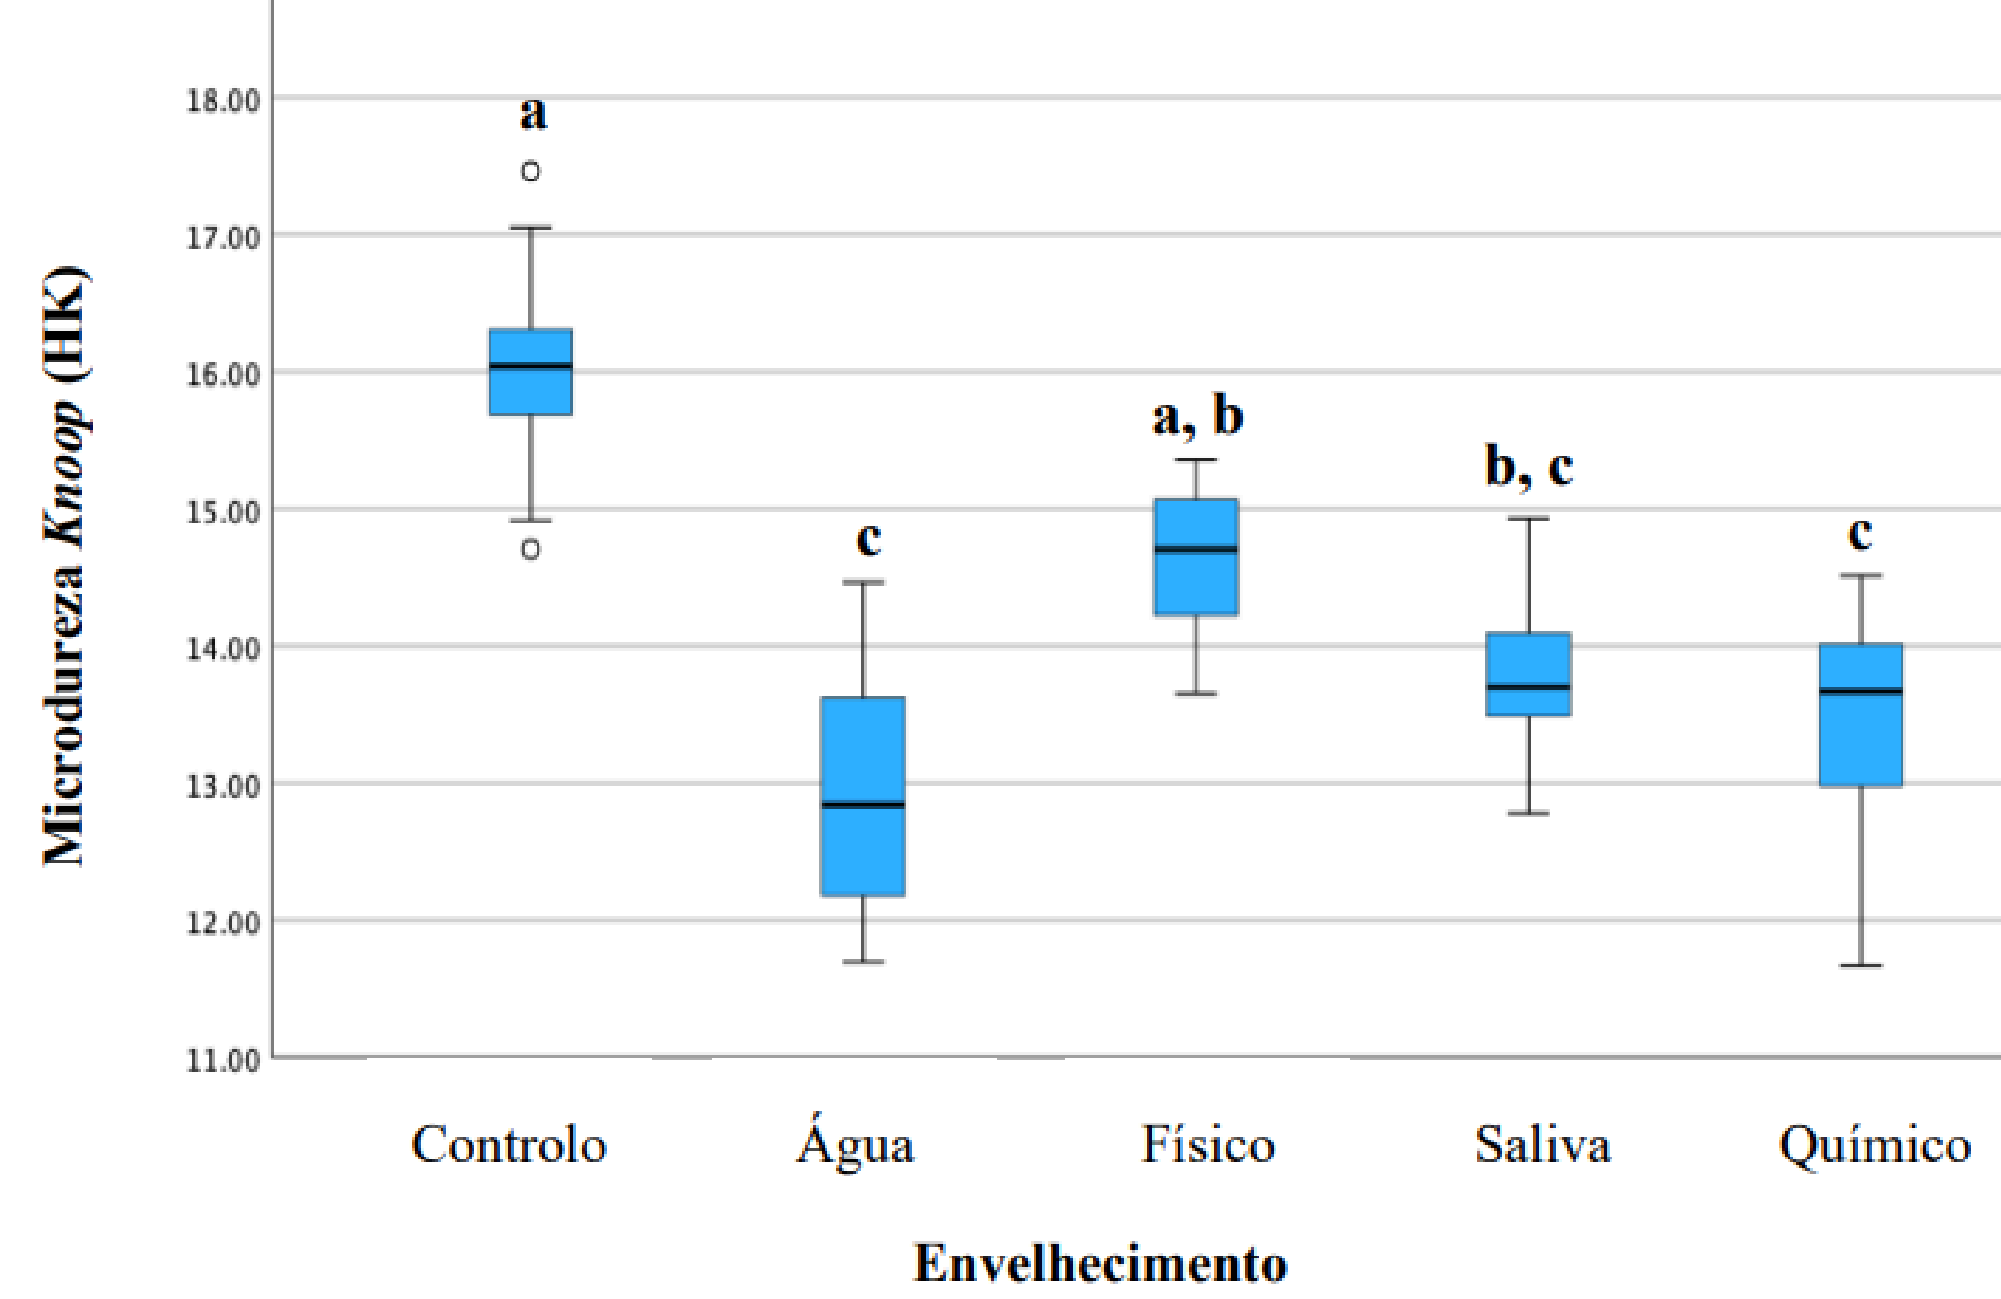 Microdureza Knoop (HK)
18.00
17.00
16.00
15.00
14.00
13.00
12.00
11.00
a
c
a, b
b, c
c
Controlo
Água
Físico
Saliva
Químico
Envelhecimento